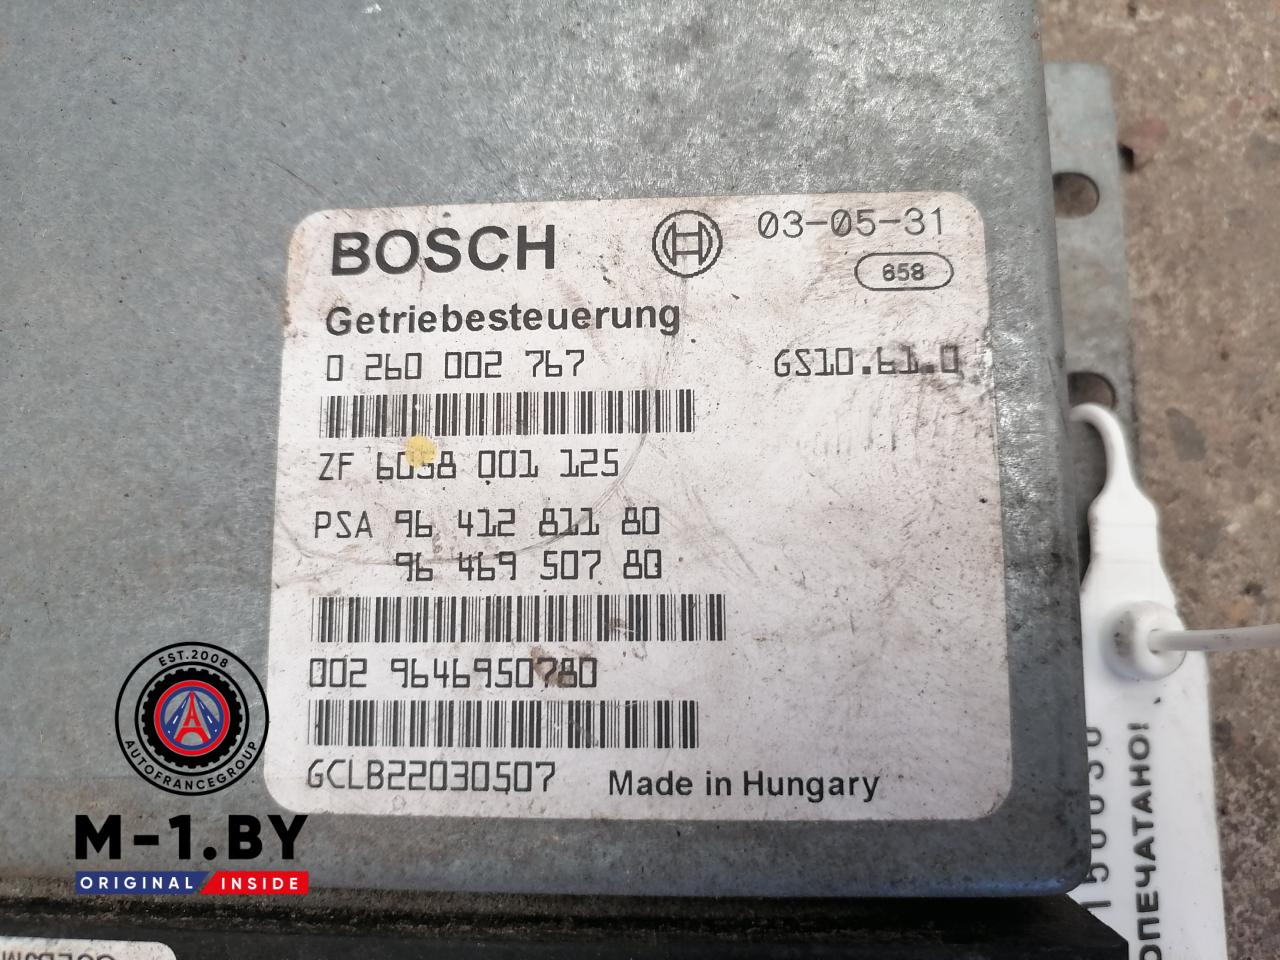 BOSCH
03-05-31
658
Getriebesteuerung
0 260 002 767 GS10.61.0
ZF 6058 001 125
PSA 96 412 811 80
96 469 507 80
002 9646950780
GCLB22030507 Made in Hungary
EST.2008
AUTOFRANCEGROUP
M-1.BY
ORIGINAL INSIDE
ОПЕЧАТАНО!